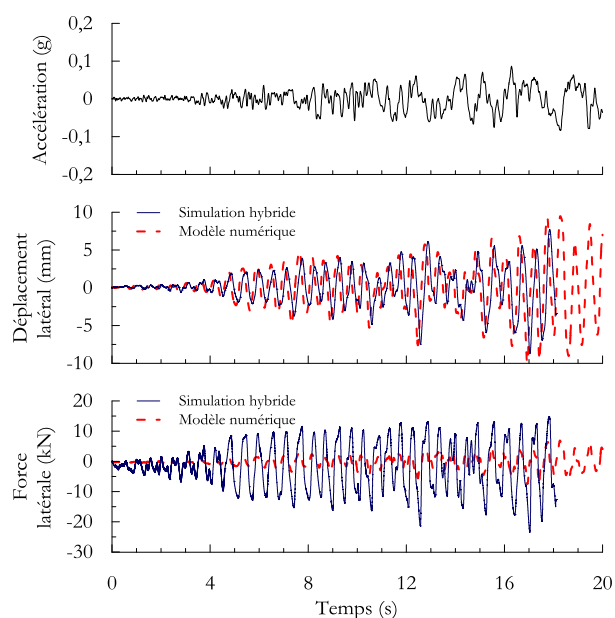 0,2
0,1
0
-0,1
-0,2
Accélération (g)
10
5
0
-5
-10
Déplacement
latéral (mm)
Simulation hybride
Modèle numérique
20
10
0
-10
-20
-30
Force
latérale (kN)
Simulation hybride
Modèle numérique
0 4 8 12 16 20
Temps (s)